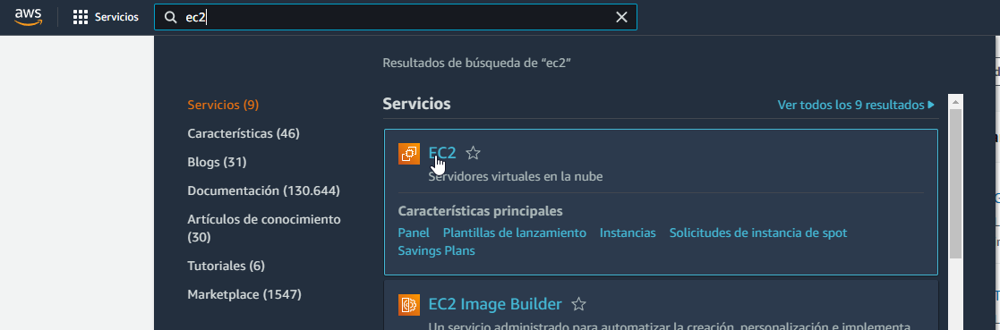 aws
Servicios
ec2
Resultados de búsqueda de “ec2”
Servicios (9)
Características (46)
Blogs (31)
Documentación (130.644)
Artículos de conocimiento
(30)
Tutoriales (6)
Marketplace (1547)
Servicios
Ver todos los 9 resultados
EC2
Servidores virtuales en la nube
Características principales
Panel Plantillas de lanzamiento Instancias Solicitudes de instancia de spot
Savings Plans
EC2 Image Builder
Un servicio administrado para automatizar la creación, personalización e implementa